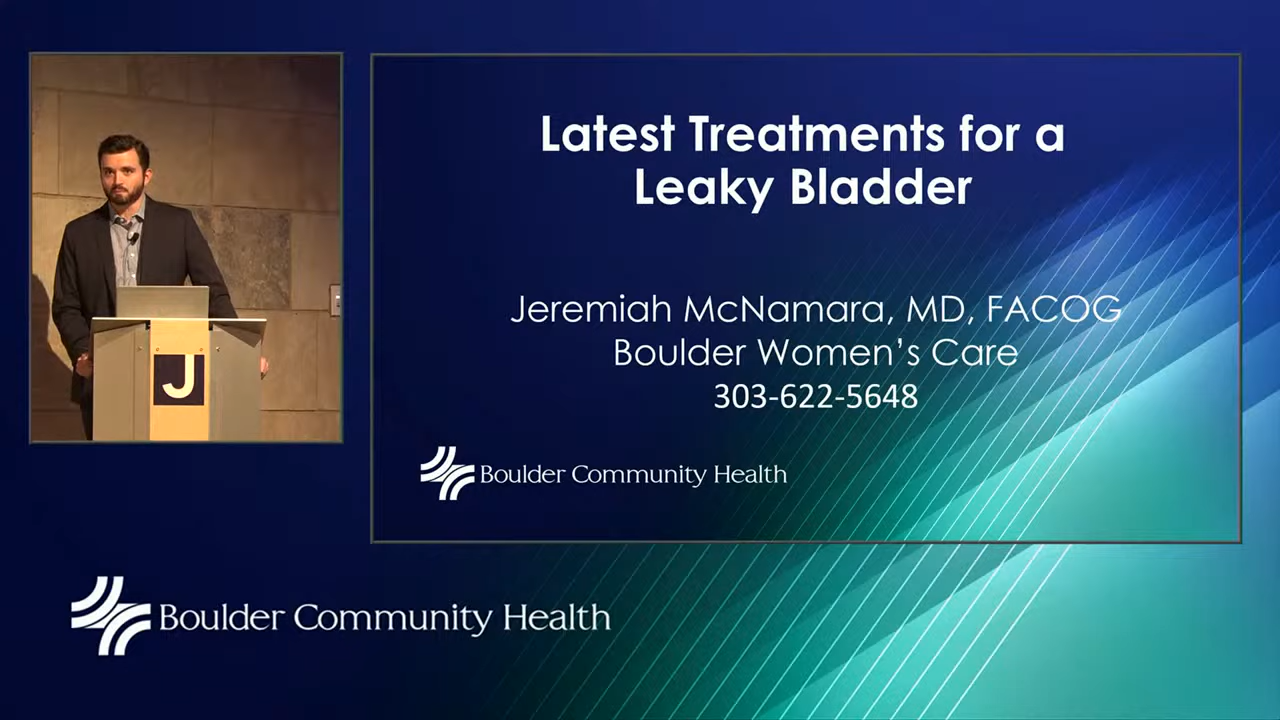 J
Latest Treatments for a
Leaky Bladder
Jeremiah McNamara, MD, FACOG
Boulder Women's Care
303-622-5648
Boulder Community Health
Boulder Community Health